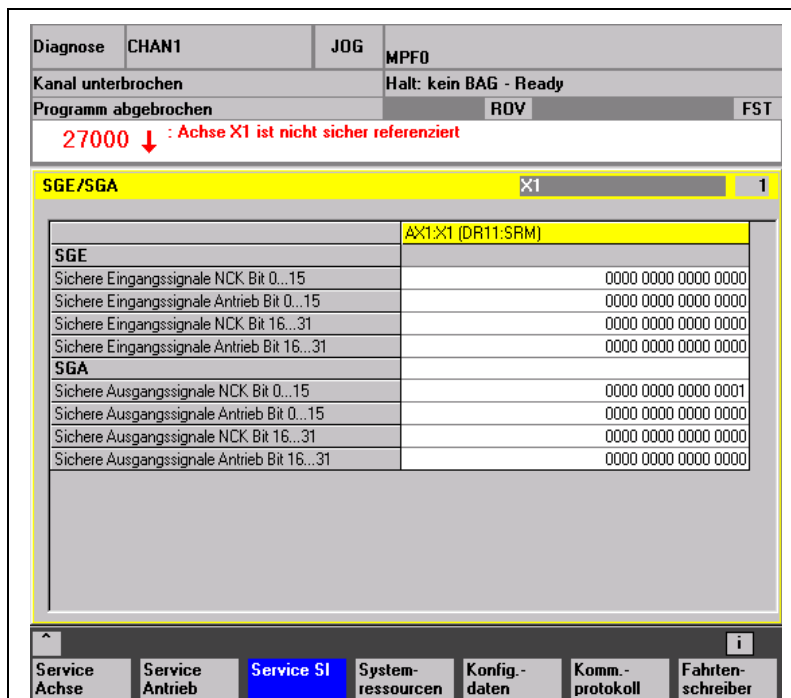 Diagnose CHAN1 JOG MPF0
Kanal unterbrochen Halt: kein BAG - Ready
Programm abgebrochen ROV FST
27000 ↓ : Achse X1 ist nicht sicher referenziert
SGE/SGA X1 1
AX1:X1 (DR11:SRM)
SGE
Sichere Eingangssignale NCK Bit 0...15 0000 0000 0000 0000
Sichere Eingangssignale Antrieb Bit 0...15 0000 0000 0000 0000
Sichere Eingangssignale NCK Bit 16...31 0000 0000 0000 0000
Sichere Eingangssignale Antrieb Bit 16...31 0000 0000 0000 0000
SGA
Sichere Ausgangssignale NCK Bit 0...15 0000 0000 0000 0001
Sichere Ausgangssignale Antrieb Bit 0...15 0000 0000 0000 0000
Sichere Ausgangssignale NCK Bit 16...31 0000 0000 0000 0000
Sichere Ausgangssignale Antrieb Bit 16...31 0000 0000 0000 0000
^ i
Service Achse
Service Antrieb
Service SI
System-ressourcen
Konfig.-daten
Komm.-protokoll
Fahrten-schreiber